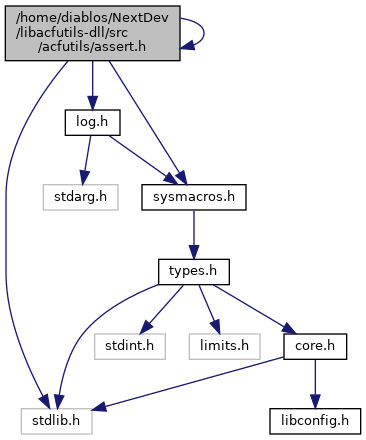 /home/diablos/NextDev
/libacfutils-dll/src
/acfutils/assert.h
log.h
stdarg.h
sysmacros.h
types.h
stdint.h
limits.h
core.h
stdlib.h
libconfig.h